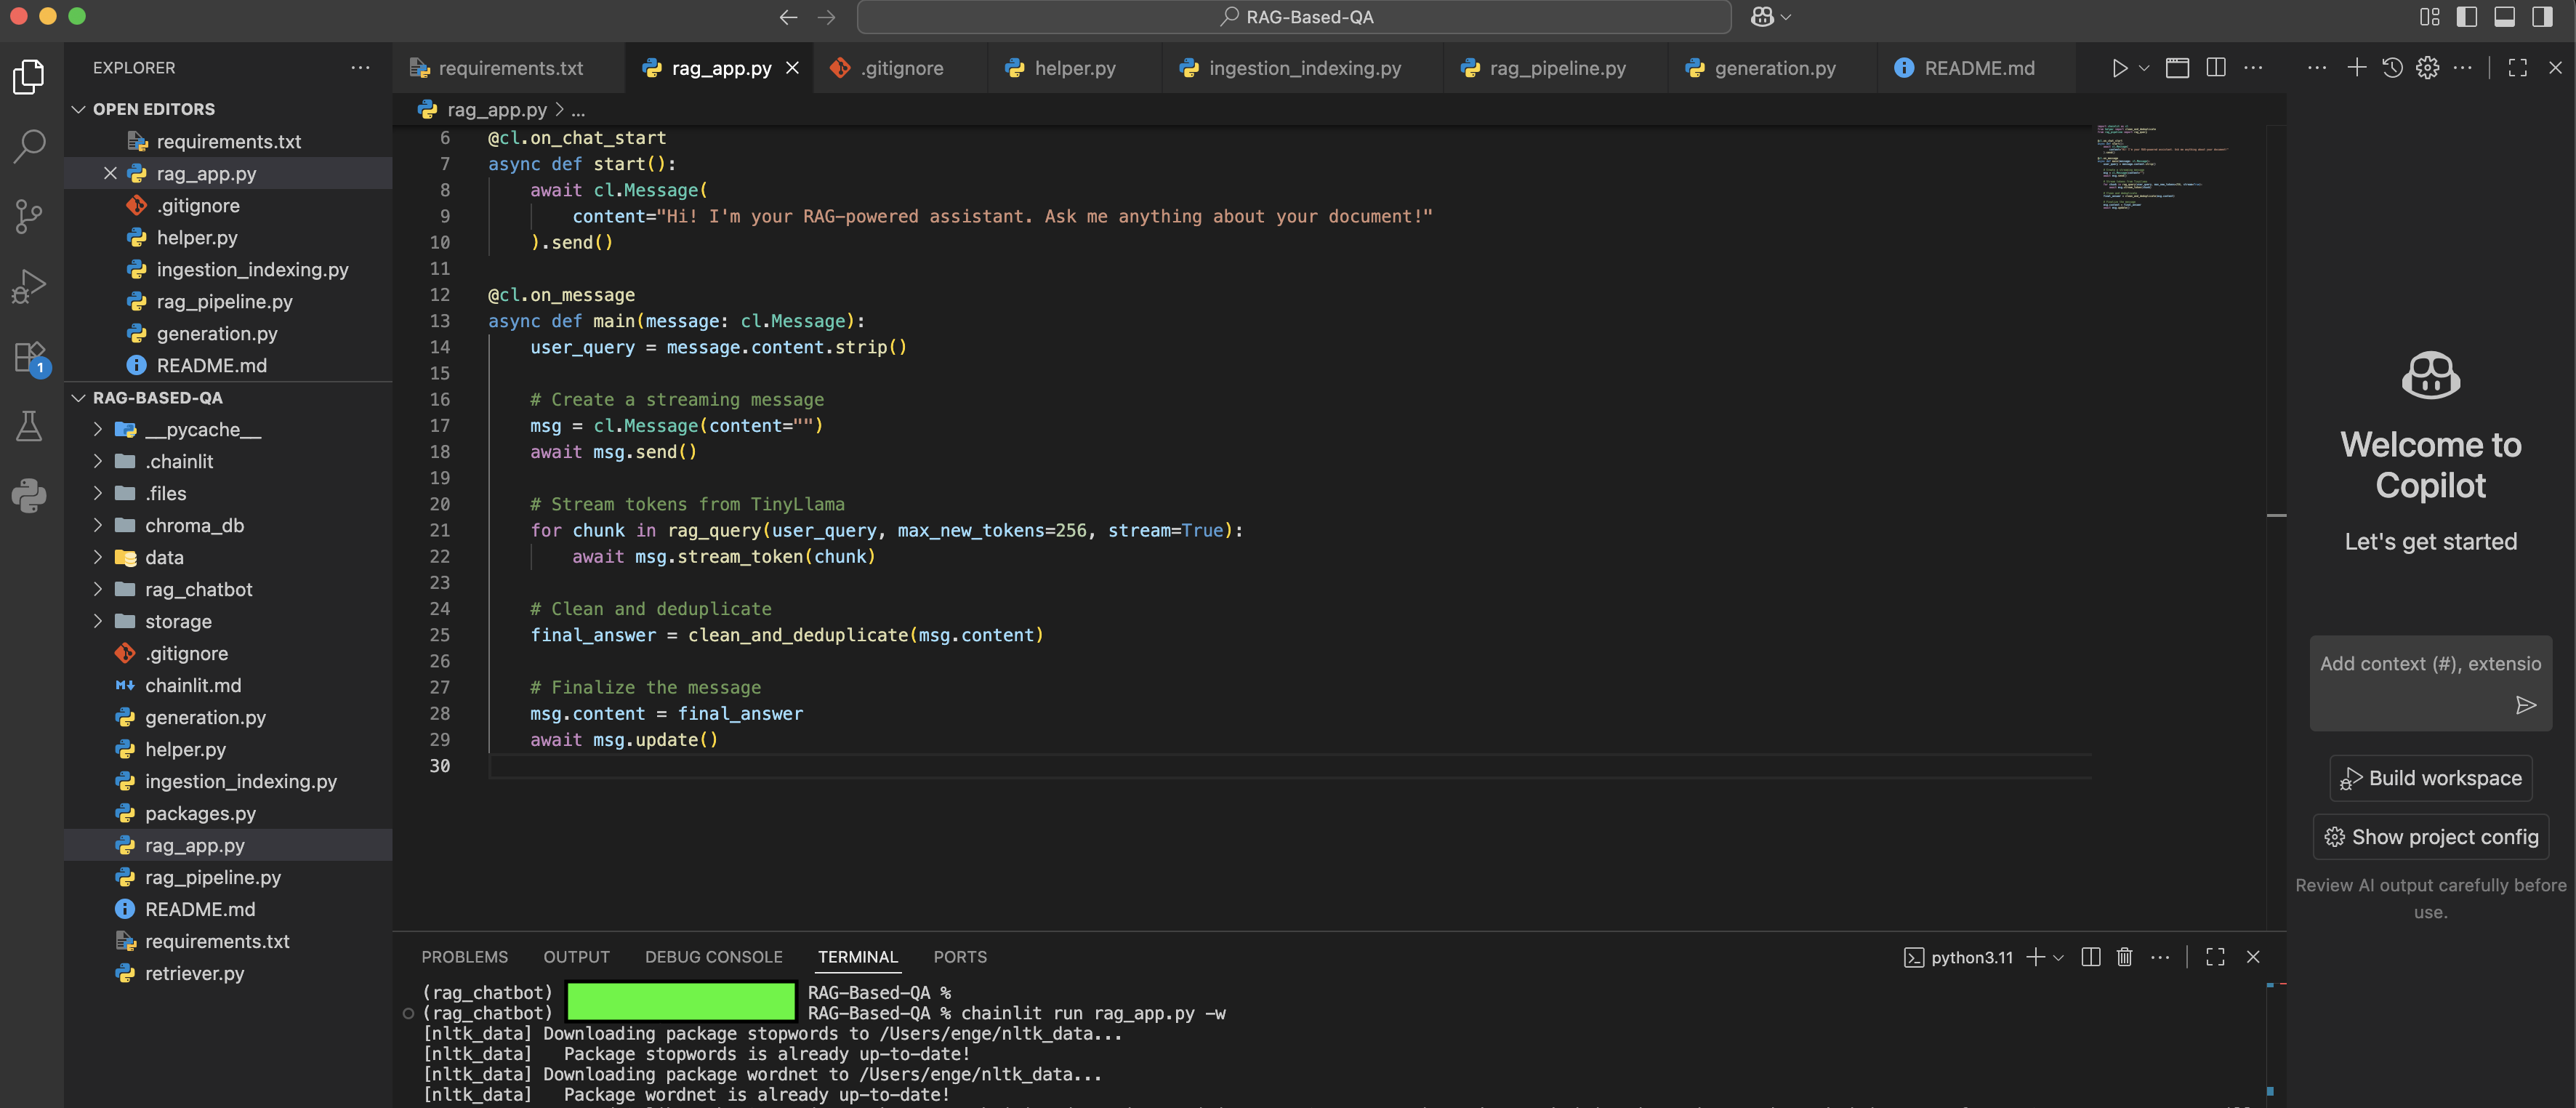 RAG-Based-QA
EXPLORER
OPEN EDITORS
requirements.txt
rag_app.py
.gitignore
helper.py
ingestion_indexing.py
rag_pipeline.py
generation.py
README.md
RAG-BASED-QA
__pycache__
.chainlit
.files
chroma_db
data
rag_chatbot
storage
.gitignore
chainlit.md
generation.py
helper.py
ingestion_indexing.py
packages.py
rag_app.py
rag_pipeline.py
README.md
requirements.txt
retriever.py
1
requirements.txt rag_app.py .gitignore helper.py ingestion_indexing.py rag_pipeline.py generation.py README.md
rag_app.py > ...
6 @cl.on_chat_start
7 async def start():
8     await cl.Message(
9         content="Hi! I'm your RAG-powered assistant. Ask me anything about your document!"
10     ).send()
11
12 @cl.on_message
13 async def main(message: cl.Message):
14     user_query = message.content.strip()
15
16     # Create a streaming message
17     msg = cl.Message(content="")
18     await msg.send()
19
20     # Stream tokens from TinyLlama
21     for chunk in rag_query(user_query, max_new_tokens=256, stream=True):
22         await msg.stream_token(chunk)
23
24     # Clean and deduplicate
25     final_answer = clean_and_deduplicate(msg.content)
26
27     # Finalize the message
28     msg.content = final_answer
29     await msg.update()
30
PROBLEMS OUTPUT DEBUG CONSOLE TERMINAL PORTS
python3.11
(rag_chatbot) RAG-Based-QA %
(rag_chatbot) RAG-Based-QA % chainlit run rag_app.py -w
[nltk_data] Downloading package stopwords to /Users/enge/nltk_data...
[nltk_data]   Package stopwords is already up-to-date!
[nltk_data] Downloading package wordnet to /Users/enge/nltk_data...
[nltk_data]   Package wordnet is already up-to-date!
Welcome to
Copilot
Let's get started
Add context (#), extensio
Build workspace
Show project config
Review AI output carefully before
use.